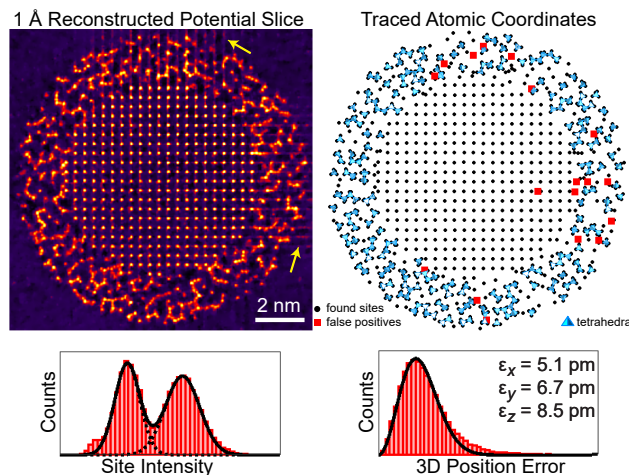 1 Å Reconstructed Potential Slice
Traced Atomic Coordinates
2 nm
found sites
false positives
tetrahedra
Counts
Site Intensity
Counts
εx = 5.1 pm
εy = 6.7 pm
εz = 8.5 pm
3D Position Error